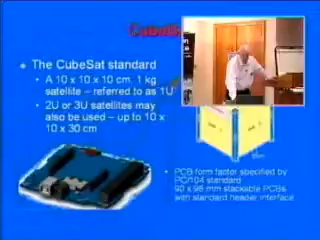 The CubeSat standard
A 10 x 10 x 10 cm, 1 kg
satellite – referred to as 1U
2U or 3U satellites may
also be used – up to 10 x
10 x 30 cm
PCB form factor specified by
PC/104 standard
90 x 96 mm stackable PCBs
with standard header interface